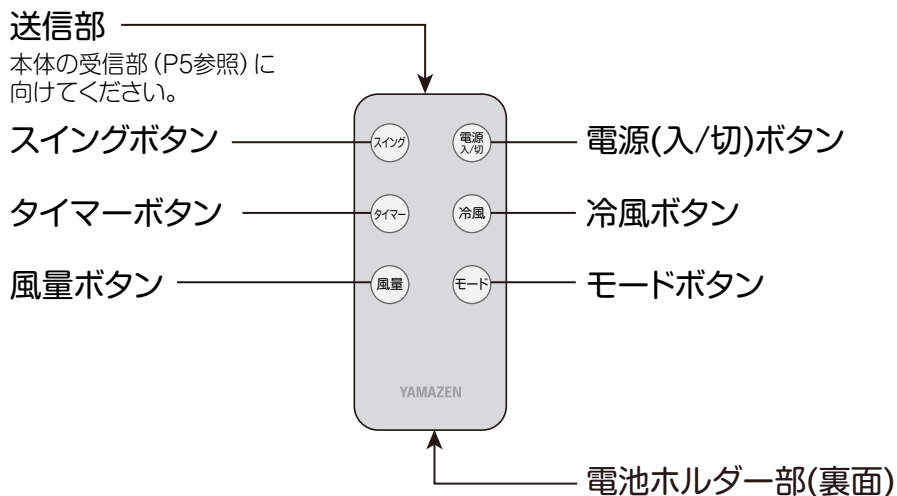 送信部
本体の受信部（P5参照）に
向けてください。
スイングボタン
タイマーボタン
風量ボタン
スイング
電源
入/切
タイマー
冷風
風量
モード
YAMAZEN
電源(入/切)ボタン
冷風ボタン
モードボタン
電池ホルダー部(裏面)